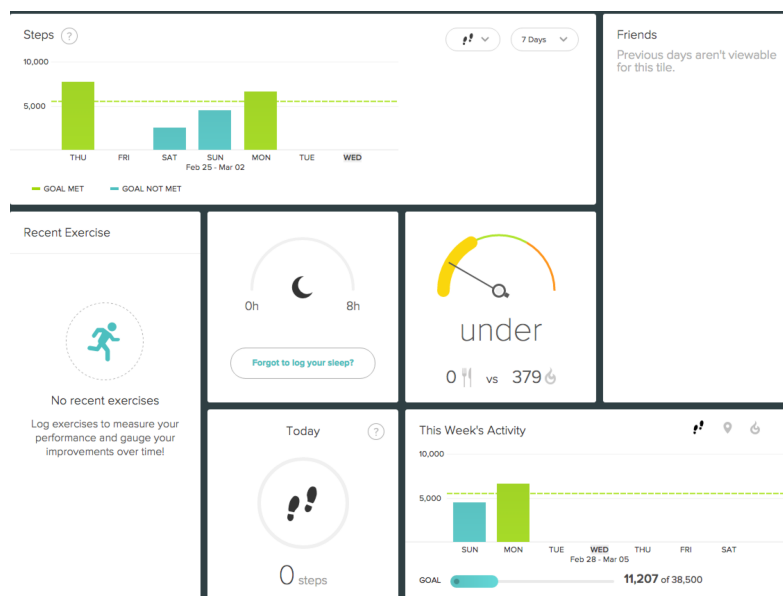 Steps ?
7 Days
10,000
5,000
THU FRI SAT SUN MON TUE WED
Feb 25 - Mar 02
GOAL MET GOAL NOT MET
Friends
Previous days aren't viewable
for this tile.
Recent Exercise
No recent exercises
Log exercises to measure your
performance and gauge your
improvements over time!
0h 8h
Forgot to log your sleep?
under
0 vs 379
Today ?
0 steps
This Week's Activity
10,000
5,000
SUN MON TUE WED THU FRI SAT
Feb 28 - Mar 05
GOAL 11,207 of 38,500